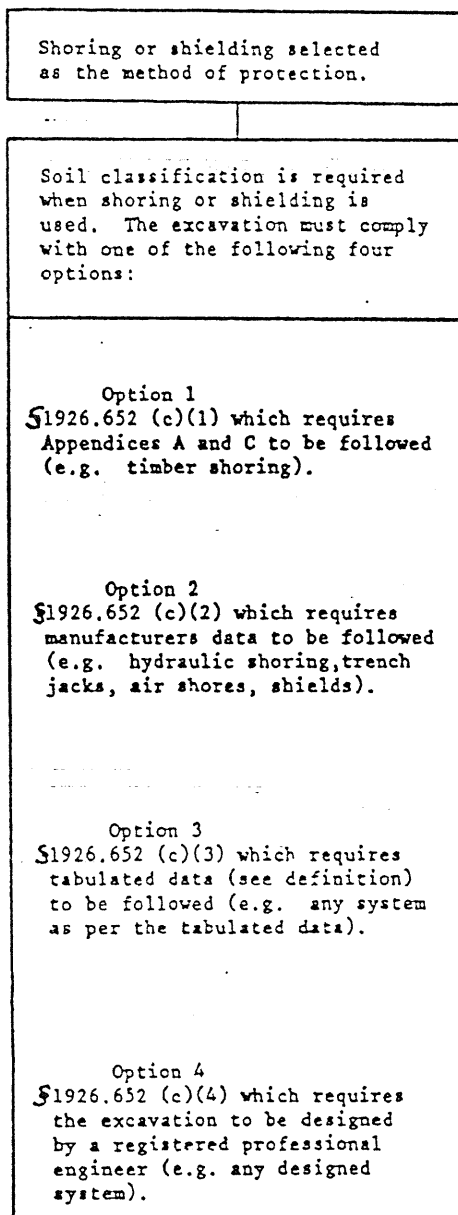 Shoring or shielding selected
as the method of protection.
Soil classification is required
when shoring or shielding is
used. The excavation must comply
with one of the following four
options:
Option 1
§1926.652 (c)(1) which requires
Appendices A and C to be followed
(e.g. timber shoring).
Option 2
§1926.652 (c)(2) which requires
manufacturers data to be followed
(e.g. hydraulic shoring,trench
jacks, air shores, shields).
Option 3
§1926.652 (c)(3) which requires
tabulated data (see definition)
to be followed (e.g. any system
as per the tabulated data).
Option 4
§1926.652 (c)(4) which requires
the excavation to be designed
by a registered professional
engineer (e.g. any designed
system).